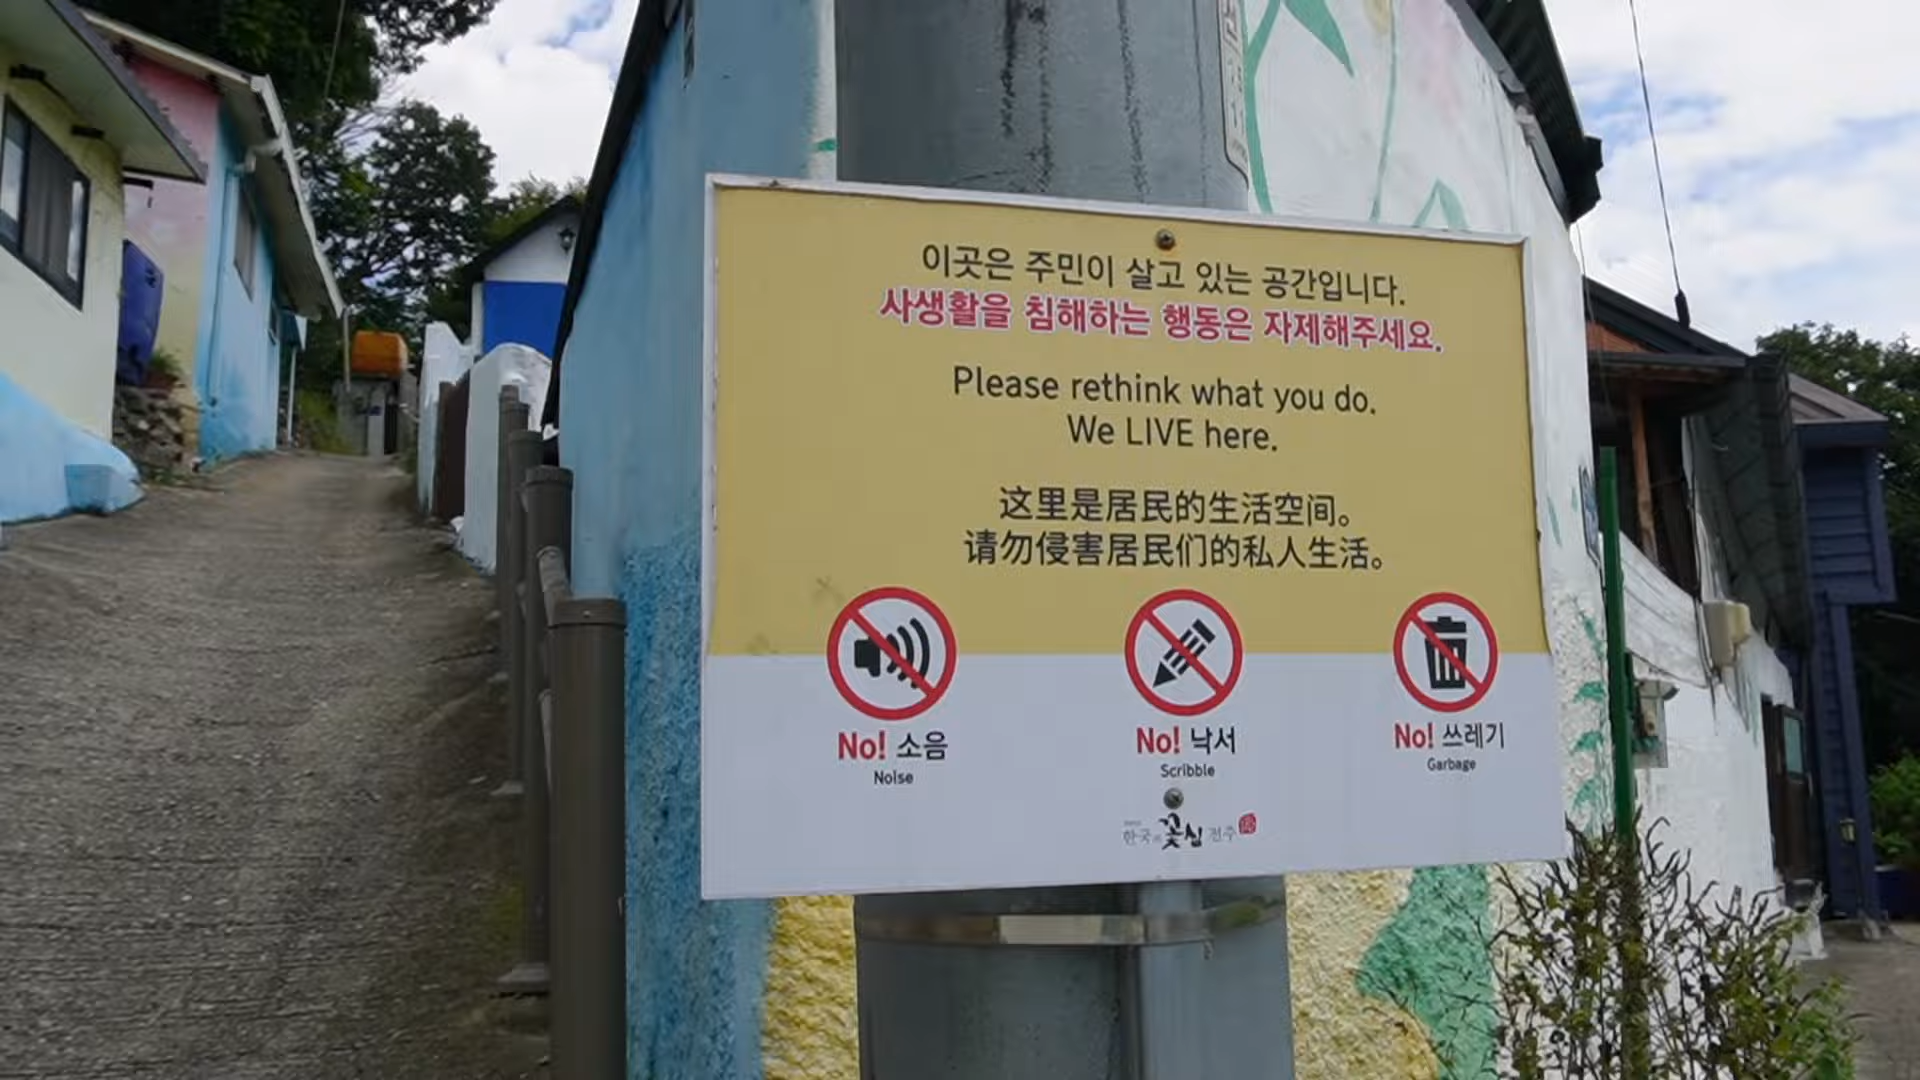 이곳은 주민이 살고 있는 공간입니다.
사생활을 침해하는 행동은 자제해주세요.
Please rethink what you do.
We LIVE here.
这里是居民的生活空间。
请勿侵害居民们的私人生活。
No! 소음
Noise
No! 낙서
Scribble
No! 쓰레기
Garbage
한국의 꽃심 전주